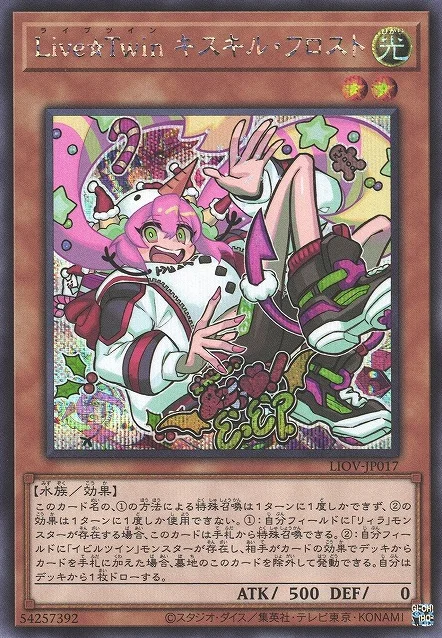 ライブツイン
Live☆Twin キスキル・フロスト
光
E.EP.
LIOV-JP017
【水族／効果】
このカード名の、①の方法による特殊召喚は１ターンに１度しかできず、②の
効果は１ターンに１度しか使用できない。①：自分フィールドに「リィラ」モン
スターが存在する場合、このカードは手札から特殊召喚できる。②：自分フィ
ールドに「イビルツイン」モンスターが存在し、相手がカードの効果でデッキから
カードを手札に加えた場合、墓地のこのカードを除外して発動できる。自分は
デッキから１枚ドローする。
ATK/ 500 DEF/ 0
54257392
©スタジオ・ダイス／集英社・テレビ東京・KONAMI